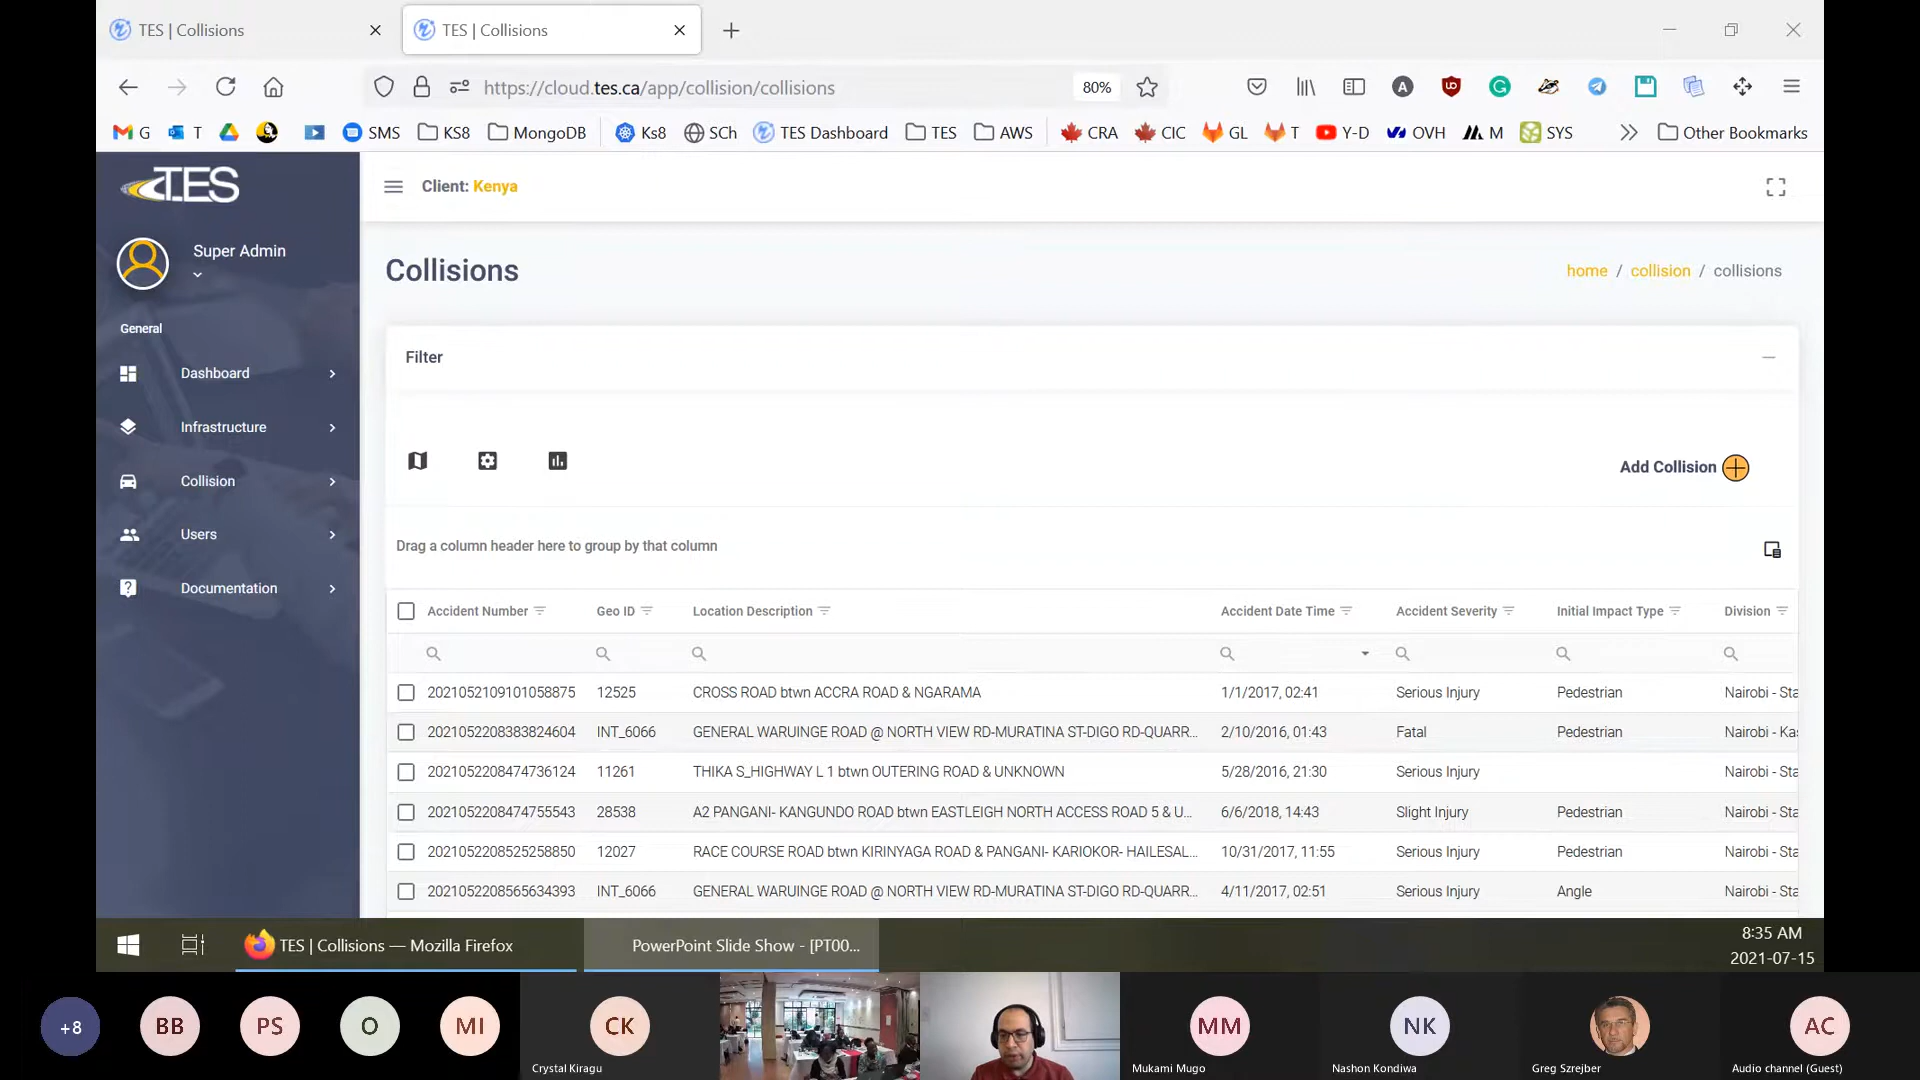 TES | Collisions
TES | Collisions
https://cloud.tes.ca/app/collision/collisions
80%
G
T
SMS
KS8
MongoDB
Ks8
SCh
TES Dashboard
TES
AWS
CRA
CIC
GL
T
Y-D
OVH
M
SYS
Other Bookmarks
TES
Client: Kenya
Super Admin
Collisions
home / collision / collisions
General
Filter
Dashboard
Infrastructure
Collision
Users
Documentation
Add Collision
Drag a column header here to group by that column
Accident Number Geo ID Location Description Accident Date Time Accident Severity Initial Impact Type Division
2021052109101058875 12525 CROSS ROAD btwn ACCRA ROAD & NGARAMA 1/1/2017, 02:41 Serious Injury Pedestrian Nairobi - Sta
2021052208383824604 INT_6066 GENERAL WARUINGE ROAD @ NORTH VIEW RD-MURATINA ST-DIGO RD-QUARR... 2/10/2016, 01:43 Fatal Pedestrian Nairobi - Kas
2021052208474736124 11261 THIKA S_HIGHWAY L 1 btwn OUTERING ROAD & UNKNOWN 5/28/2016, 21:30 Serious Injury Nairobi - Sta
2021052208474755543 28538 A2 PANGANI- KANGUNDO ROAD btwn EASTLEIGH NORTH ACCESS ROAD 5 & U... 6/6/2018, 14:43 Slight Injury Pedestrian Nairobi - Sta
2021052208525258850 12027 RACE COURSE ROAD btwn KIRINYAGA ROAD & PANGANI- KARIOKOR- HAILESAL... 10/31/2017, 11:55 Serious Injury Pedestrian Nairobi - Sta
2021052208565634393 INT_6066 GENERAL WARUINGE ROAD @ NORTH VIEW RD-MURATINA ST-DIGO RD-QUARR... 4/11/2017, 02:51 Serious Injury Angle Nairobi - Sta
TES | Collisions — Mozilla Firefox
PowerPoint Slide Show - [PT00...
8:35 AM
2021-07-15
+8
BB
PS
O
MI
CK
Crystal Kiragu
MM
Mukami Mugo
NK
Nashon Kondiwa
Greg Szrejber
AC
Audio channel (Guest)